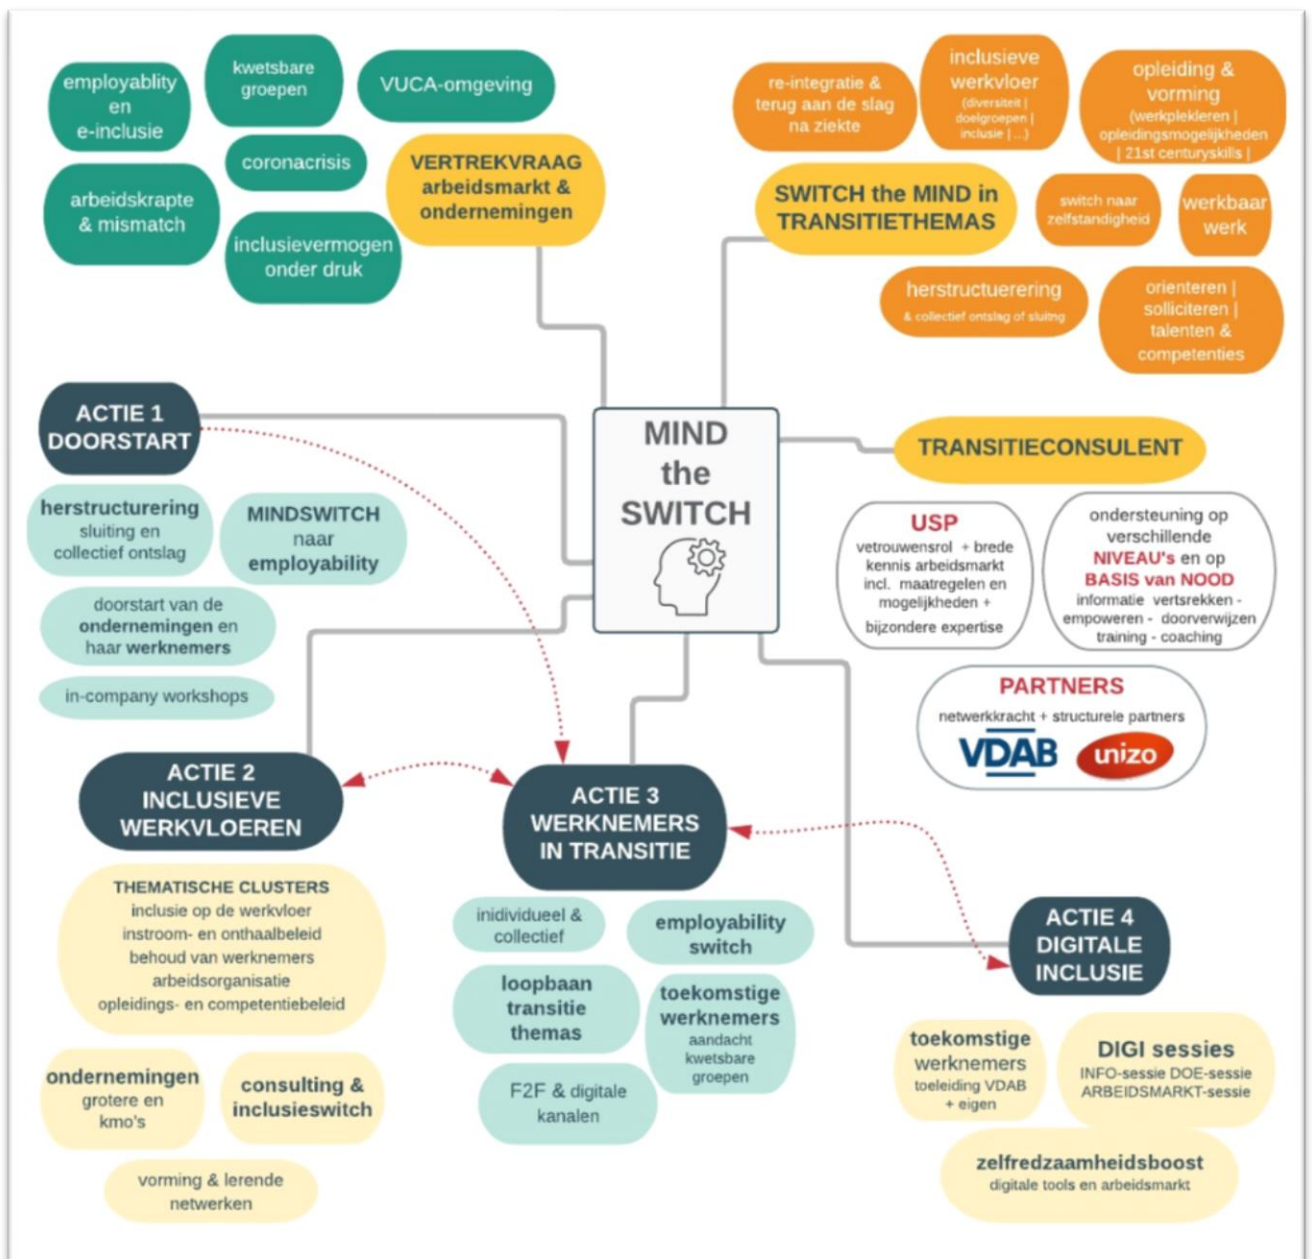 employablity
en
e-inclusie
kwetsbare
groepen
VUCA-omgeving
arbeidskrapte
& mismatch
coronacrisis
inclusievermogen
onder druk
VERTREKVRAAG
arbeidsmarkt &
ondernemingen
re-integratie &
terug aan de slag
na ziekte
inclusieve
werkvloer
(diversiteit |
doelgroepen |
inclusie | ...)
opleiding &
vorming
(werkplekleren |
opleidingsmogelijkheden
| 21st centuryskills |
SWITCH the MIND in
TRANSITIETHEMAS
switch naar
zelfstandigheid
werkbaar
werk
herstructuerering
& collectief ontslag of sluitng
orienteren |
solliciteren |
talenten &
competenties
MIND
the
SWITCH
ACTIE 1
DOORSTART
herstructurering
sluiting en
collectief ontslag
MINDSWITCH
naar
employability
doorstart van de
ondernemingen en
haar werknemers
in-company workshops
TRANSITIECONSULENT
USP
vetrouwensrol + brede
kennis arbeidsmarkt
incl. maatregelen en
mogelijkheden +
bijzondere expertise
ondersteuning op
verschillende
NIVEAU's en op
BASIS van NOOD
informatie vertsrekken -
empoweren - doorverwijzen
training - coaching
PARTNERS
netwerkkracht + structurele partners
VDAB
unizo
ACTIE 2
INCLUSIEVE
WERKVLOEREN
THEMATISCHE CLUSTERS
inclusie op de werkvloer
instroom- en onthaalbeleid
behoud van werknemers
arbeidsorganisatie
opleidings- en competentiebeleid
ondernemingen
grotere en
kmo's
consulting &
inclusieswitch
vorming & lerende
netwerken
ACTIE 3
WERKNEMERS
IN TRANSITIE
inidividueel &
collectief
employability
switch
loopbaan
transitie
themas
toekomstige
werknemers
aandacht
kwetsbare
groepen
F2F & digitale
kanalen
ACTIE 4
DIGITALE
INCLUSIE
toekomstige
werknemers
toeleiding VDAB
+ eigen
DIGI sessies
INFO-sessie DOE-sessie
ARBEIDSMARKT-sessie
zelfredzaamheidsboost
digitale tools en arbeidsmarkt